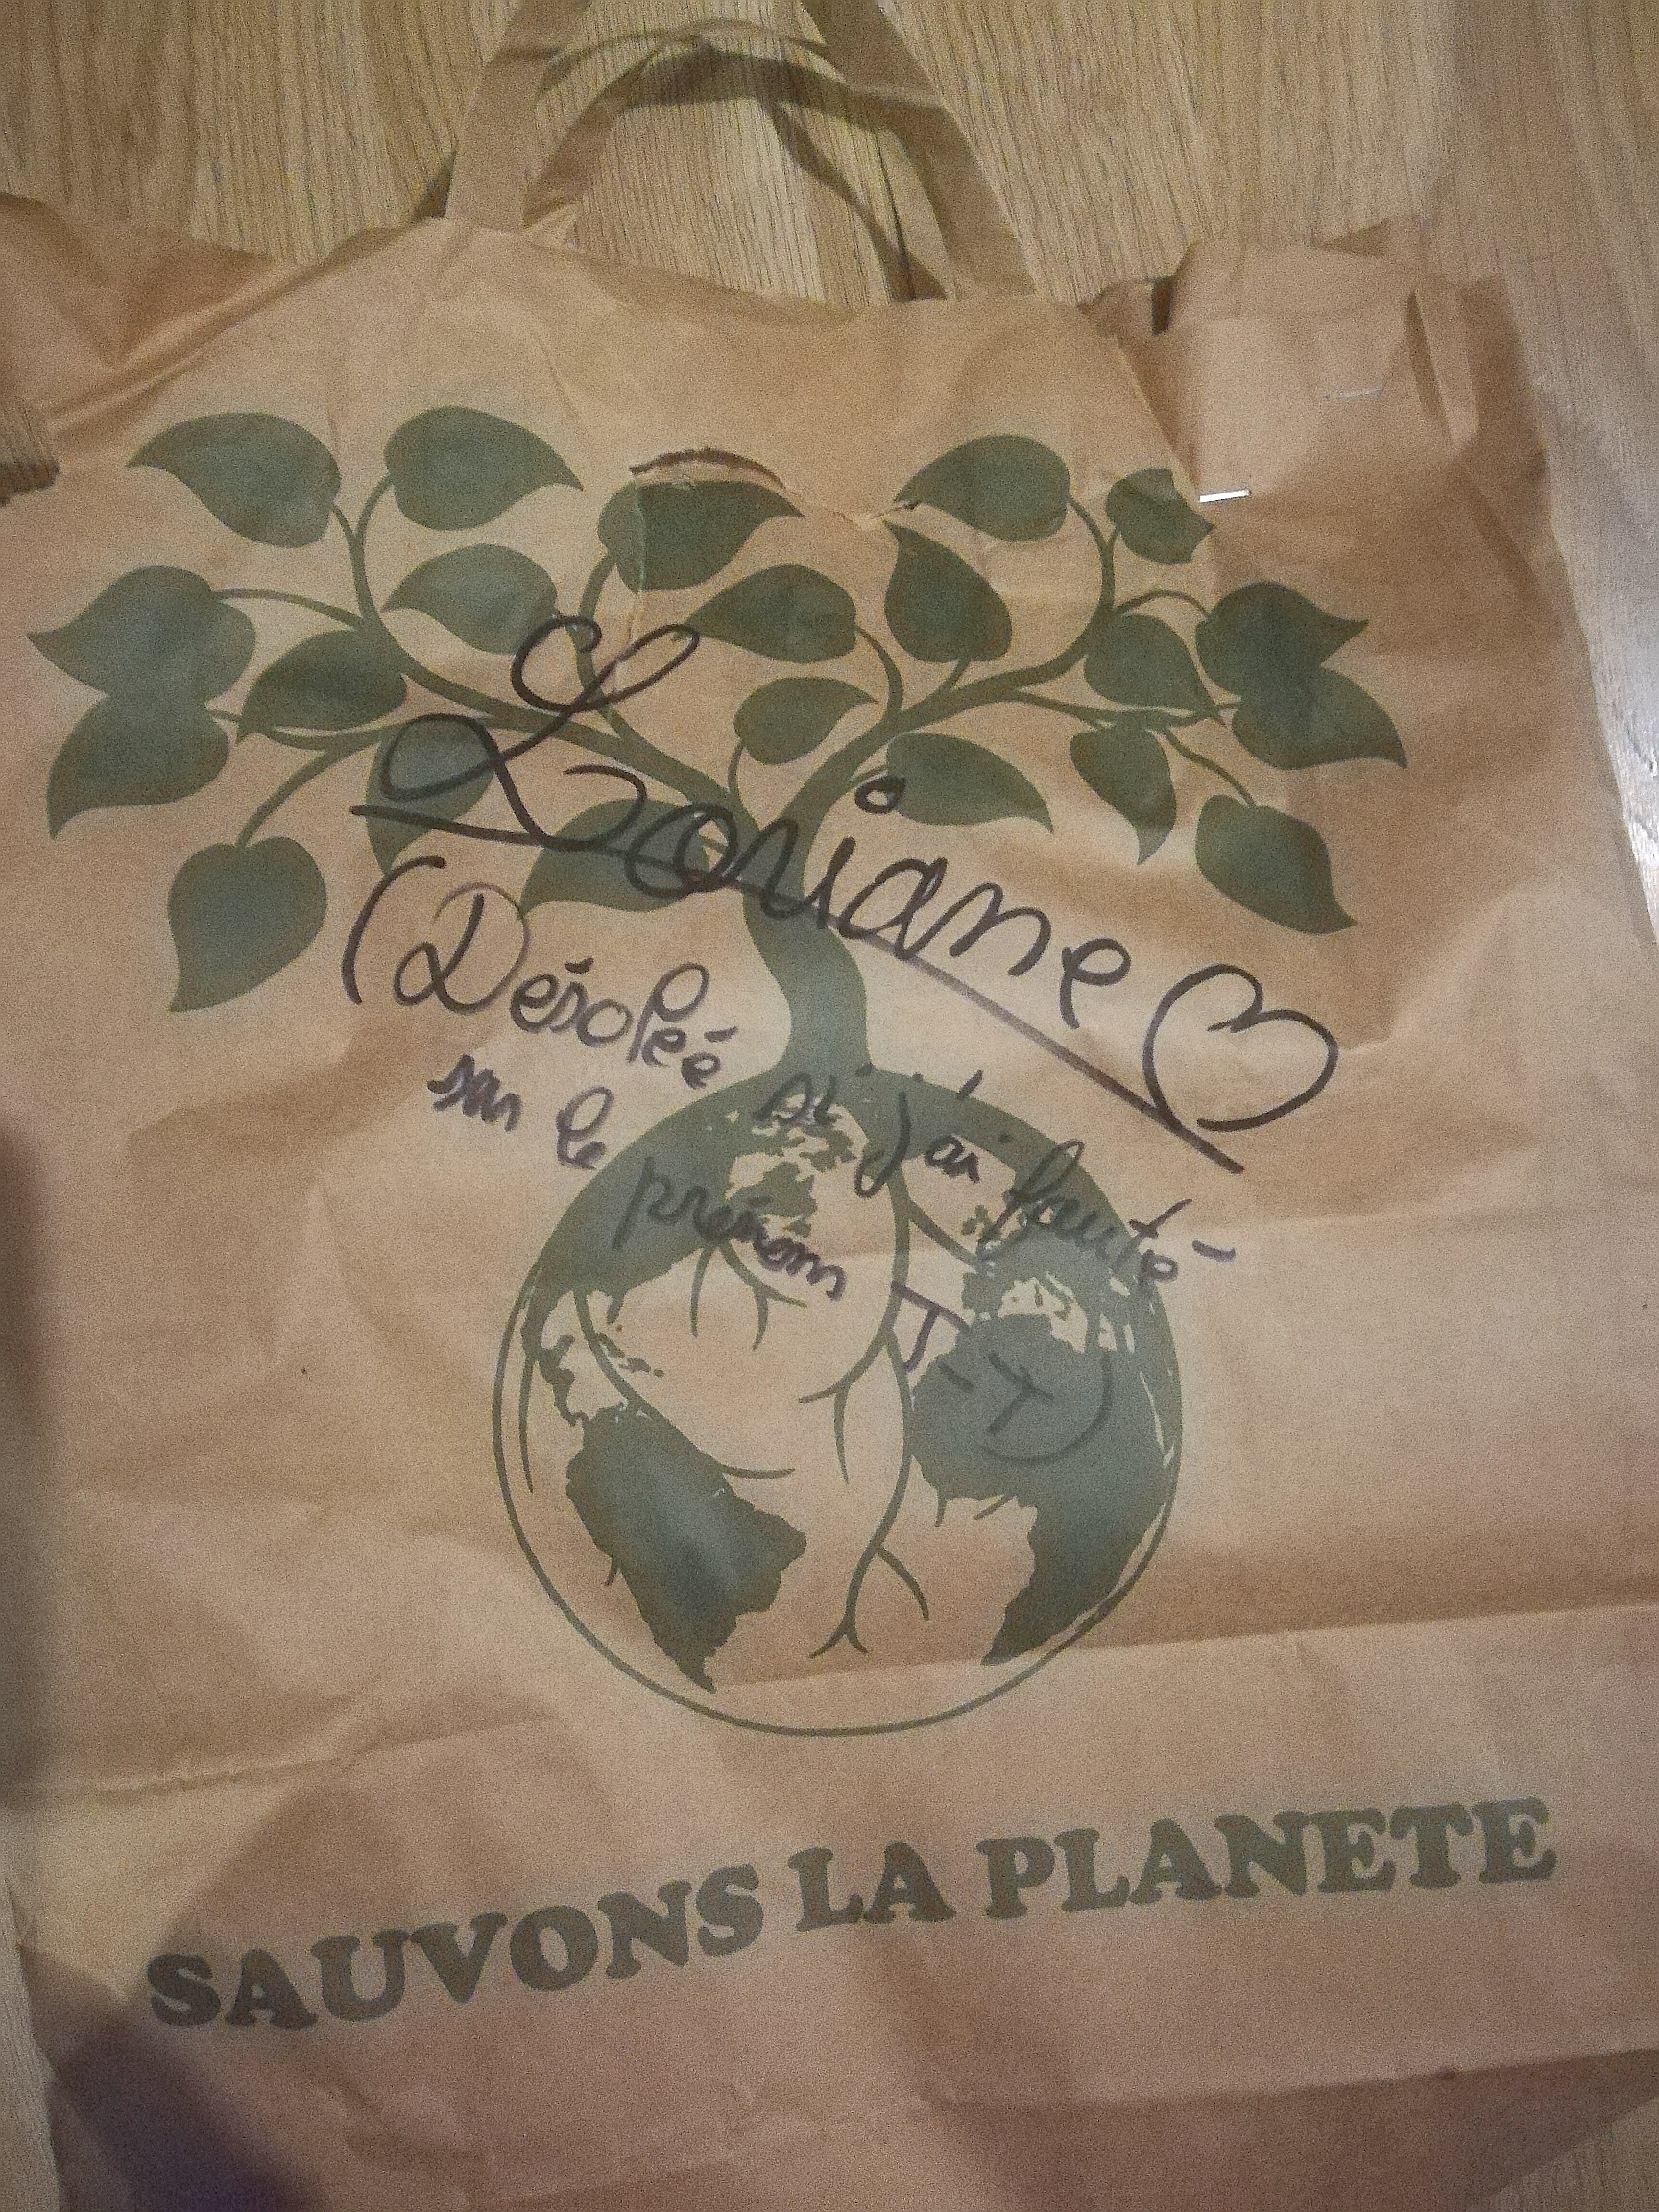 Loriane ♡
(Désolée si j'ai fauté
sur le prénom T-T)
SAUVONS LA PLANETE